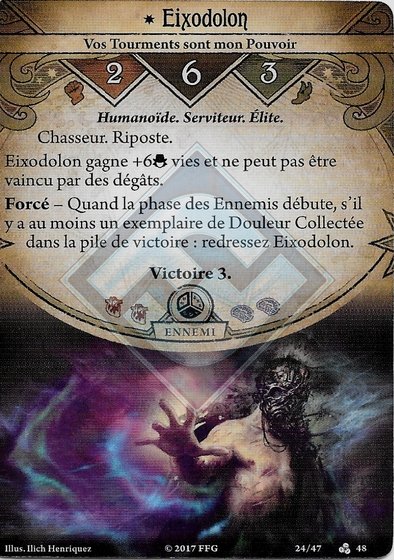 Eixodolon
Vos Tourments sont mon Pouvoir
2 6 3
Humanoïde. Serviteur. Élite.
Chasseur. Riposte.
Eixodolon gagne +6 vies et ne peut pas être
vaincu par des dégâts.
Forcé – Quand la phase des Ennemis débute, s'il
y a au moins un exemplaire de Douleur Collectée
dans la pile de victoire : redressez Eixodolon.
Victoire 3.
ENNEMI
Illus. Ilich Henriquez © 2017 FFG 24/47 48